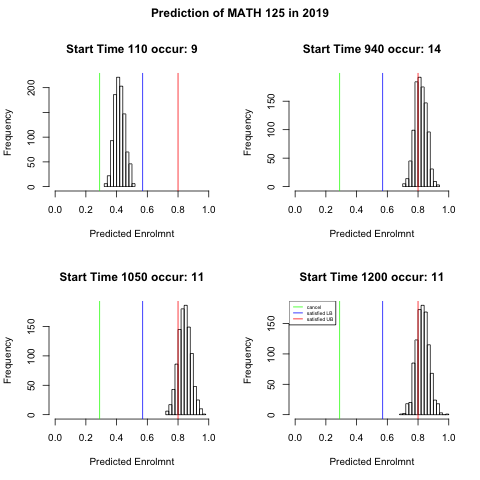 Prediction of MATH 125 in 2019
Start Time 110 occur: 9
Frequency
200
50 100
0
0.0 0.2 0.4 0.6 0.8 1.0
Predicted Enrolmnt
Start Time 940 occur: 14
Frequency
150
100
50
0
0.0 0.2 0.4 0.6 0.8 1.0
Predicted Enrolmnt
Start Time 1050 occur: 11
Frequency
150
100
50
0
0.0 0.2 0.4 0.6 0.8 1.0
Predicted Enrolmnt
Start Time 1200 occur: 11
cancel
satisfied LB
satisfied UB
Frequency
150
100
50
0
0.0 0.2 0.4 0.6 0.8 1.0
Predicted Enrolmnt